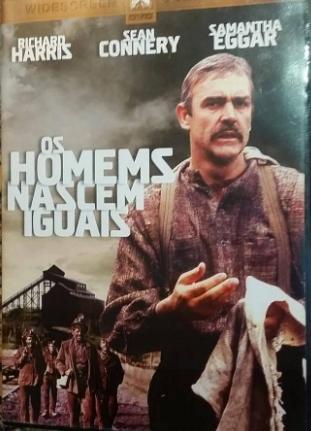 WIDESCREEN
RICHARD HARRIS
SEAN CONNERY
SAMANTHA EGGAR
OS
HOMEMS
NASCEM
IGUAIS